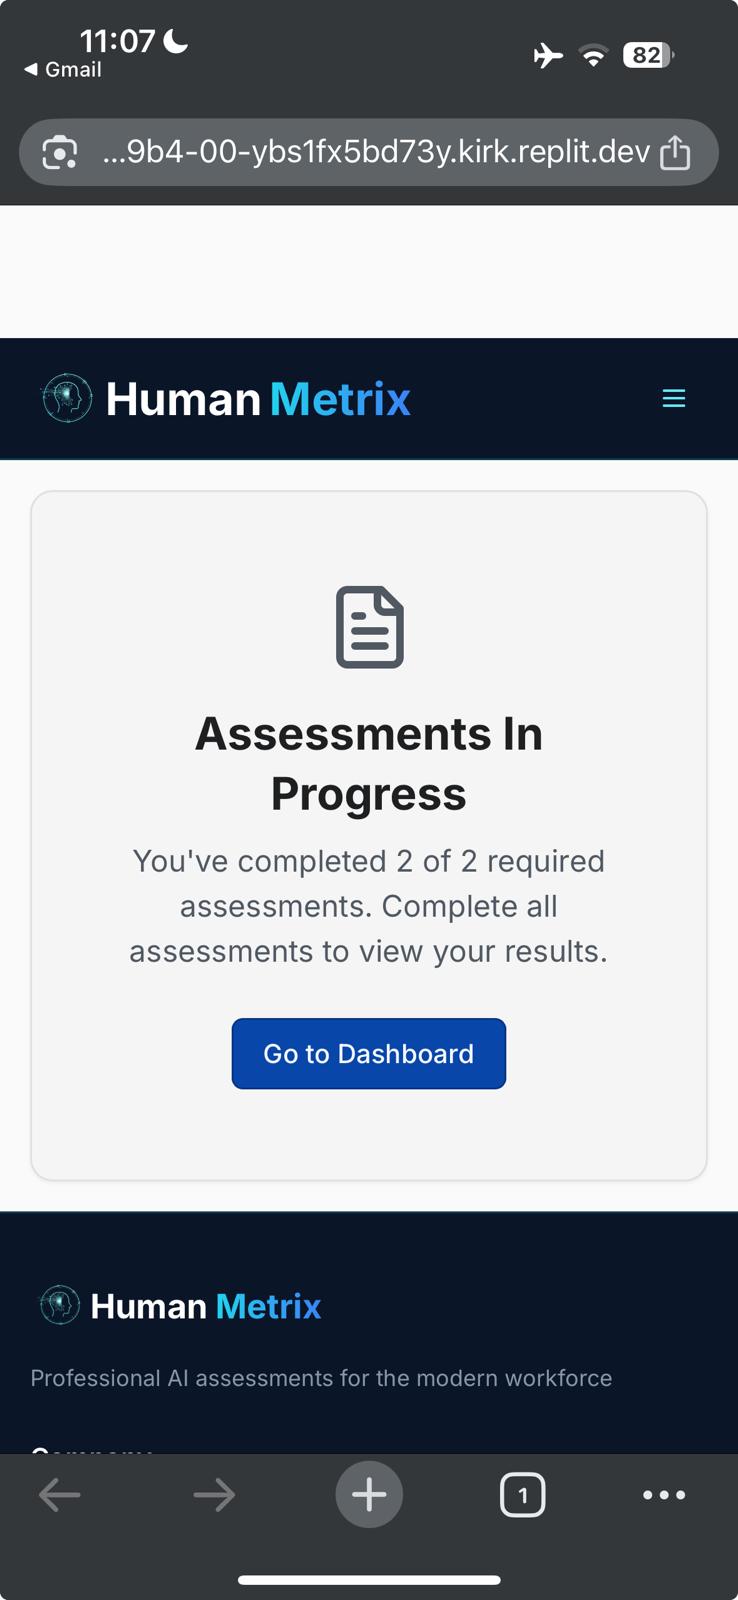 11:07
Gmail
82
...9b4-00-ybs1fx5bd73y.kirk.replit.dev
Human Metrix
Assessments In
Progress
You've completed 2 of 2 required
assessments. Complete all
assessments to view your results.
Go to Dashboard
Human Metrix
Professional AI assessments for the modern workforce
1